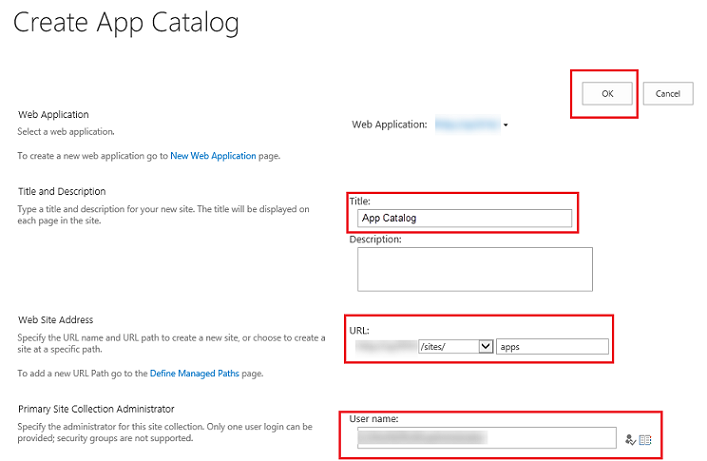 Create App Catalog
OK
Cancel
Web Application
Select a web application.
To create a new web application go to New Web Application page.
Web Application:
Title and Description
Type a title and description for your new site. The title will be displayed on
each page in the site.
Title:
App Catalog
Description:
Web Site Address
Specify the URL name and URL path to create a new site, or choose to create a
site at a specific path.
To add a new URL Path go to the Define Managed Paths page.
URL:
/sites/
apps
Primary Site Collection Administrator
Specify the administrator for this site collection. Only one user login can be
provided; security groups are not supported.
User name: